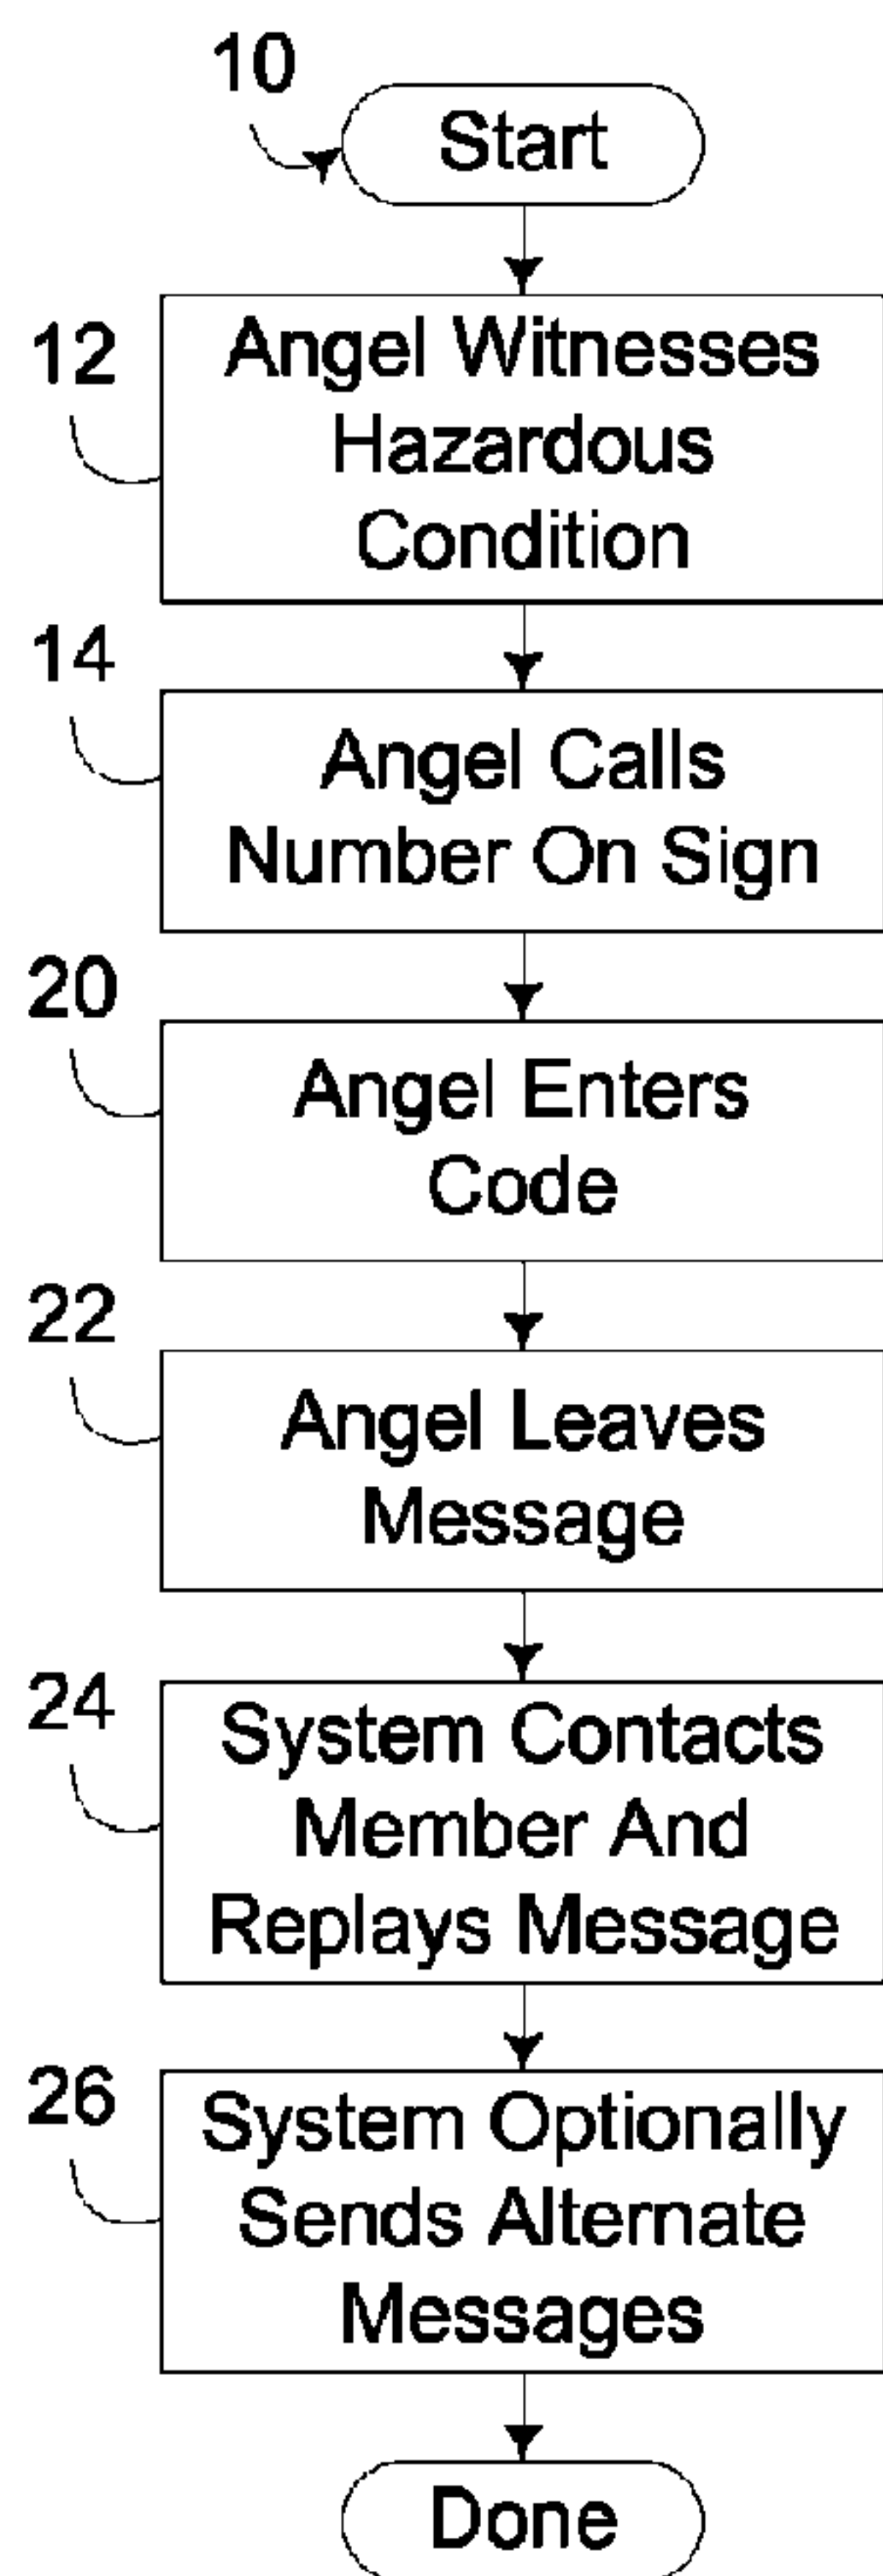 10
Start
12
Angel Witnesses
Hazardous
Condition
14
Angel Calls
Number On Sign
20
Angel Enters
Code
22
Angel Leaves
Message
24
System Contacts
Member And
Replays Message
26
System Optionally
Sends Alternate
Messages
Done